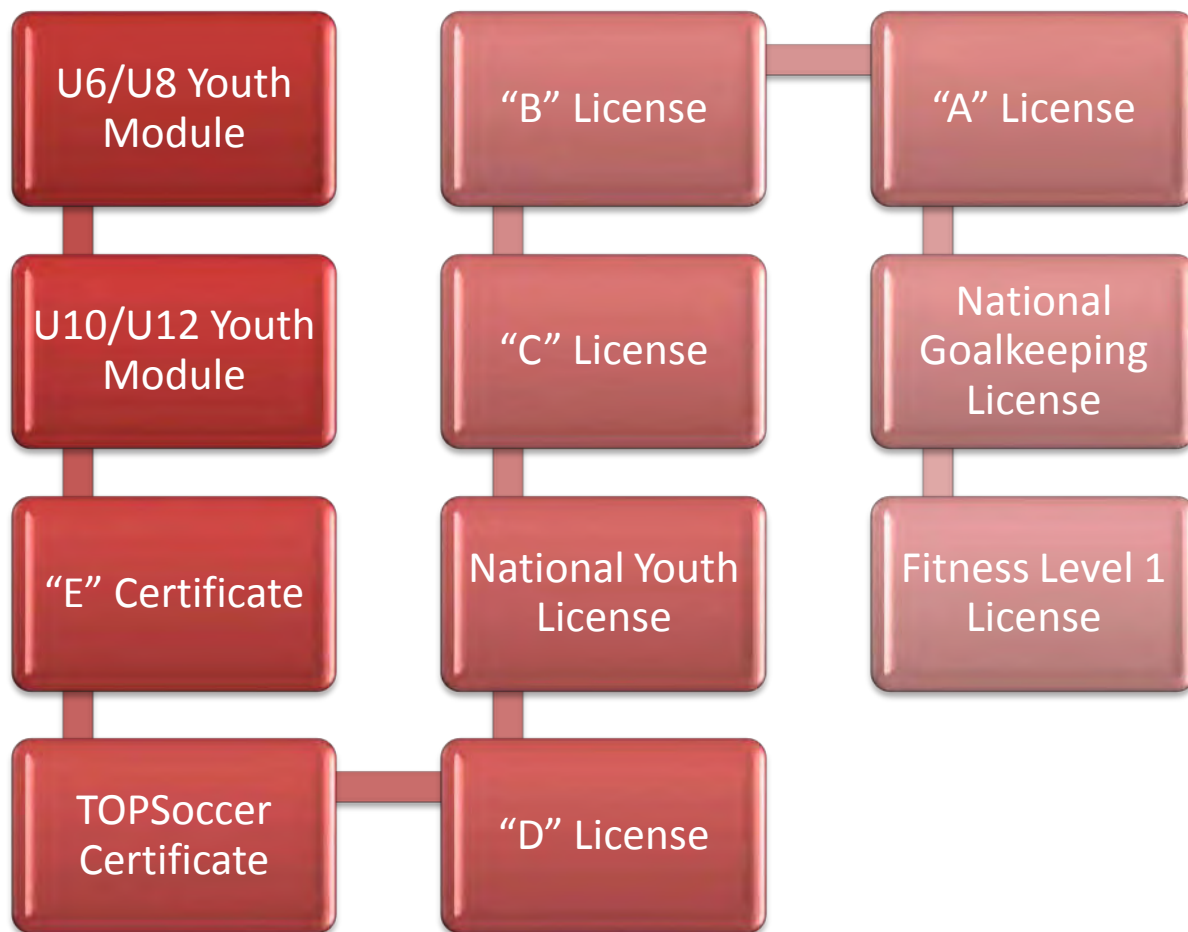 U6/U8 Youth
Module
U10/U12 Youth
Module
“E” Certificate
TOPSoccer
Certificate
“D” License
National Youth
License
“C” License
“B” License
“A” License
National
Goalkeeping
License
Fitness Level 1
License